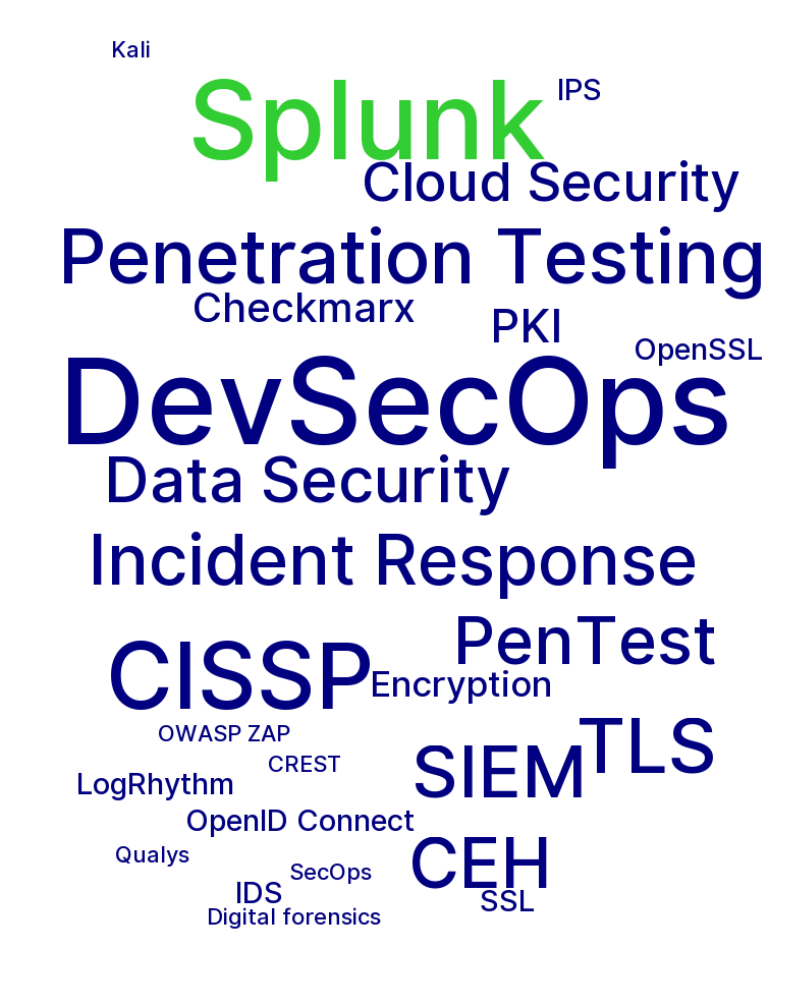 Kali
Splunk
IPS
Cloud Security
Penetration Testing
Checkmarx
PKI
OpenSSL
DevSecOps
Data Security
Incident Response
PenTest
CISSP
Encryption
OWASP ZAP
TLS
CREST
SIEM
LogRhythm
OpenID Connect
Qualys
CEH
SecOps
IDS
SSL
Digital forensics